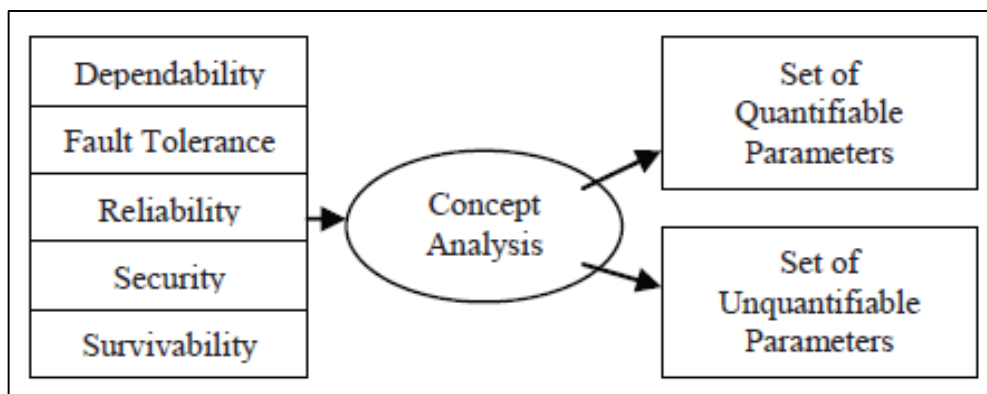 Dependability
Fault Tolerance
Reliability
Security
Survivability
Concept
Analysis
Set of
Quantifiable
Parameters
Set of
Unquantifiable
Parameters